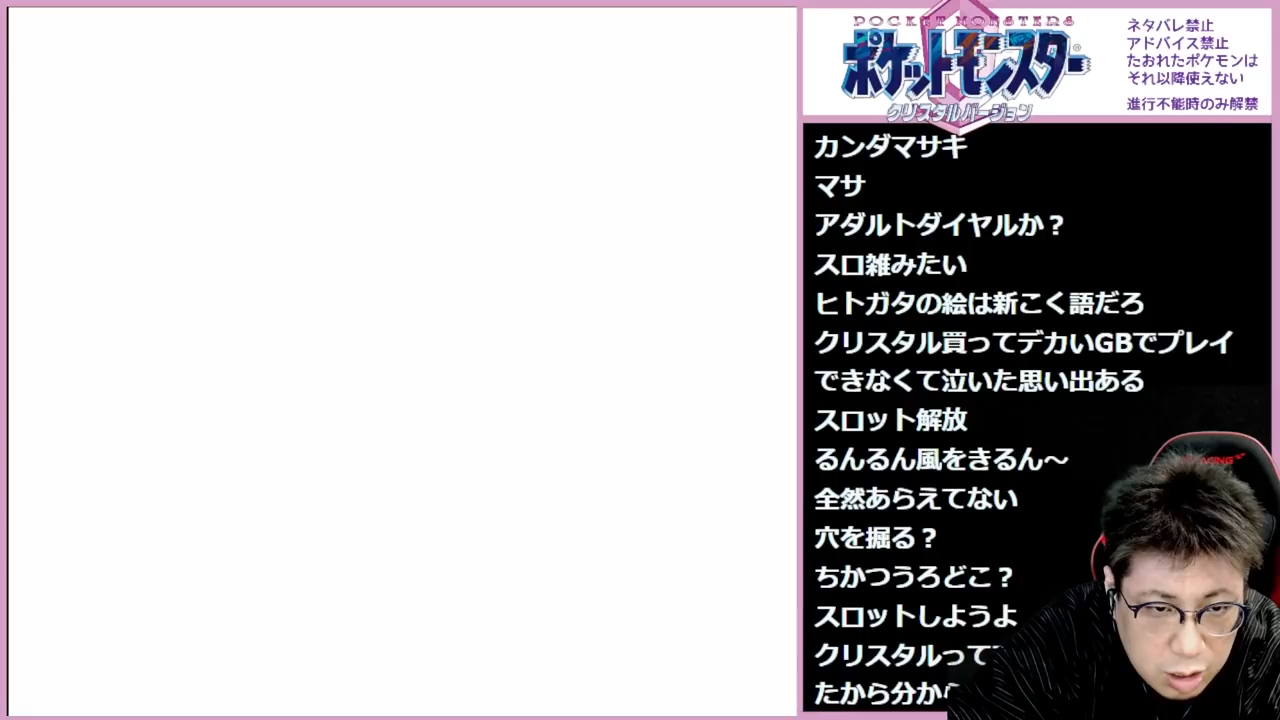 POCKET MONSTERS
ポケットモンスター
クリスタルバージョン
ネタバレ禁止
アドバイス禁止
たおれたポケモンは
それ以降使えない
進行不能時のみ解禁
カンダマサキ
マサ
アダルトダイヤルか？
スロ雑みたい
ヒトガタの絵は新こく語だろ
クリスタル買ってデカいGBでプレイ
できなくて泣いた思い出ある
スロット解放
るんるん風をきるん～
全然あらえてない
穴を掘る？
ちかつうろどこ？
スロットしようよ
クリスタルって
たから分か